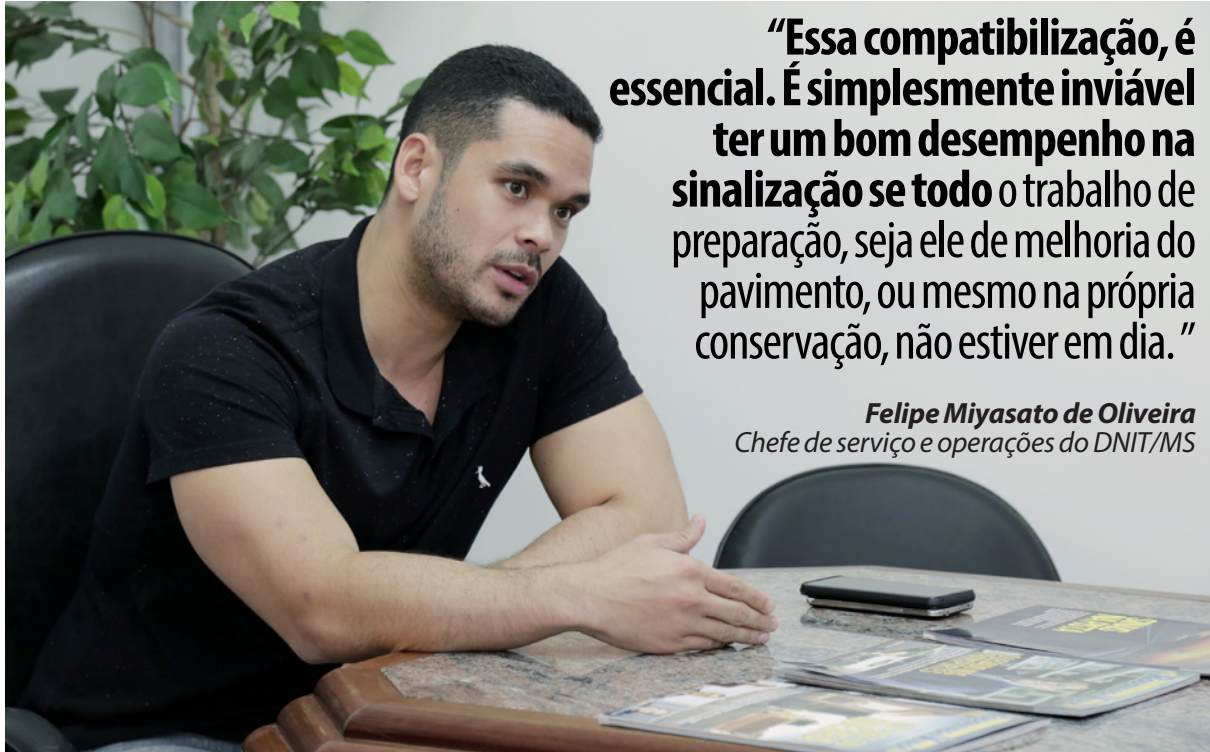 “Essa compatibilização, é
essencial. É simplesmente inviável
ter um bom desempenho na
sinalização se todo o trabalho de
preparação, seja ele de melhoria do
pavimento, ou mesmo na própria
conservação, não estiver em dia. ”
Felipe Miyasato de Oliveira
Chefe de serviço e operações do DNIT/MS